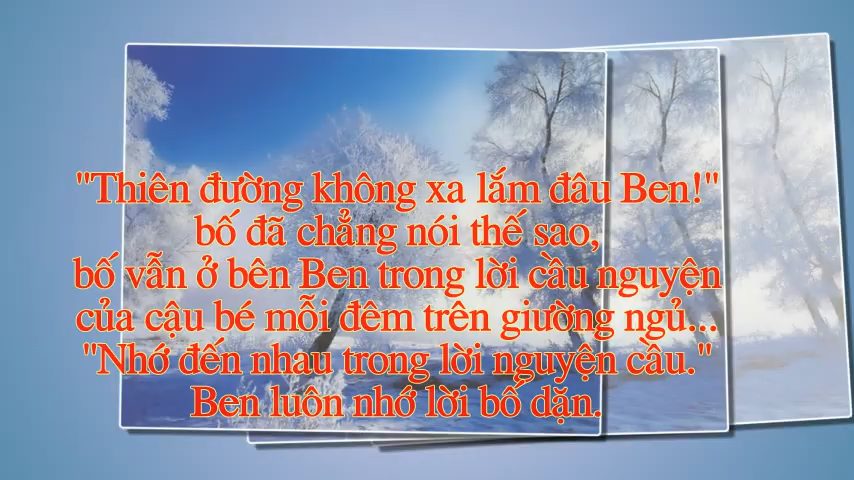 "Thiên đường không xa lắm đâu Ben!"
bố đã chẳng nói thế sao,
bố vẫn ở bên Ben trong lời cầu nguyện
của cậu bé mỗi đêm trên giường ngủ...
"Nhớ đến nhau trong lời nguyện cầu."
Ben luôn nhớ lời bố dặn.